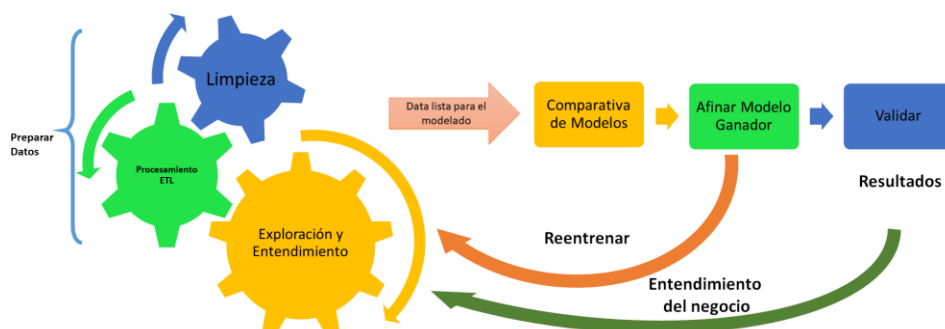 Preparar
Datos
Limpieza
Procesamiento
ETL
Exploración y
Entendimiento
Data lista para el
modelado
Comparativa
de Modelos
Afinar Modelo
Ganador
Validar
Resultados
Reentrenar
Entendimiento
del negocio